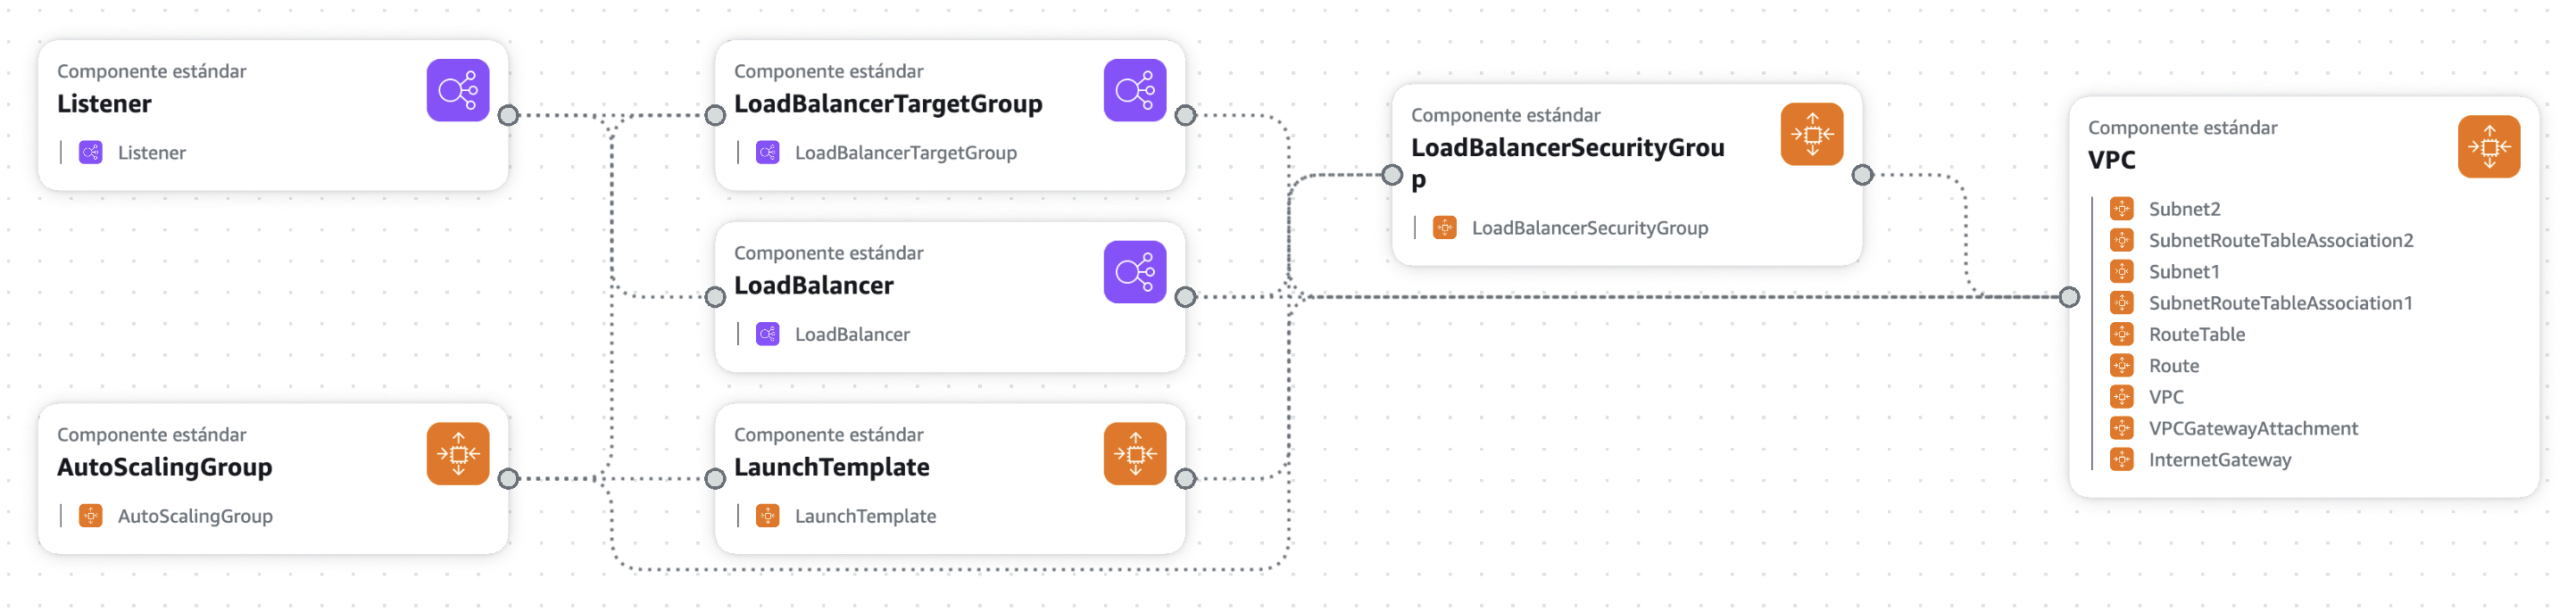 Componente estándar
Listener
Listener
Componente estándar
AutoScalingGroup
AutoScalingGroup
Componente estándar
LoadBalancerTargetGroup
LoadBalancerTargetGroup
Componente estándar
LoadBalancer
LoadBalancer
Componente estándar
LaunchTemplate
LaunchTemplate
Componente estándar
LoadBalancerSecurityGrou
p
LoadBalancerSecurityGroup
Componente estándar
VPC
Subnet2
SubnetRouteTableAssociation2
Subnet1
SubnetRouteTableAssociation1
RouteTable
Route
VPC
VPCGatewayAttachment
InternetGateway